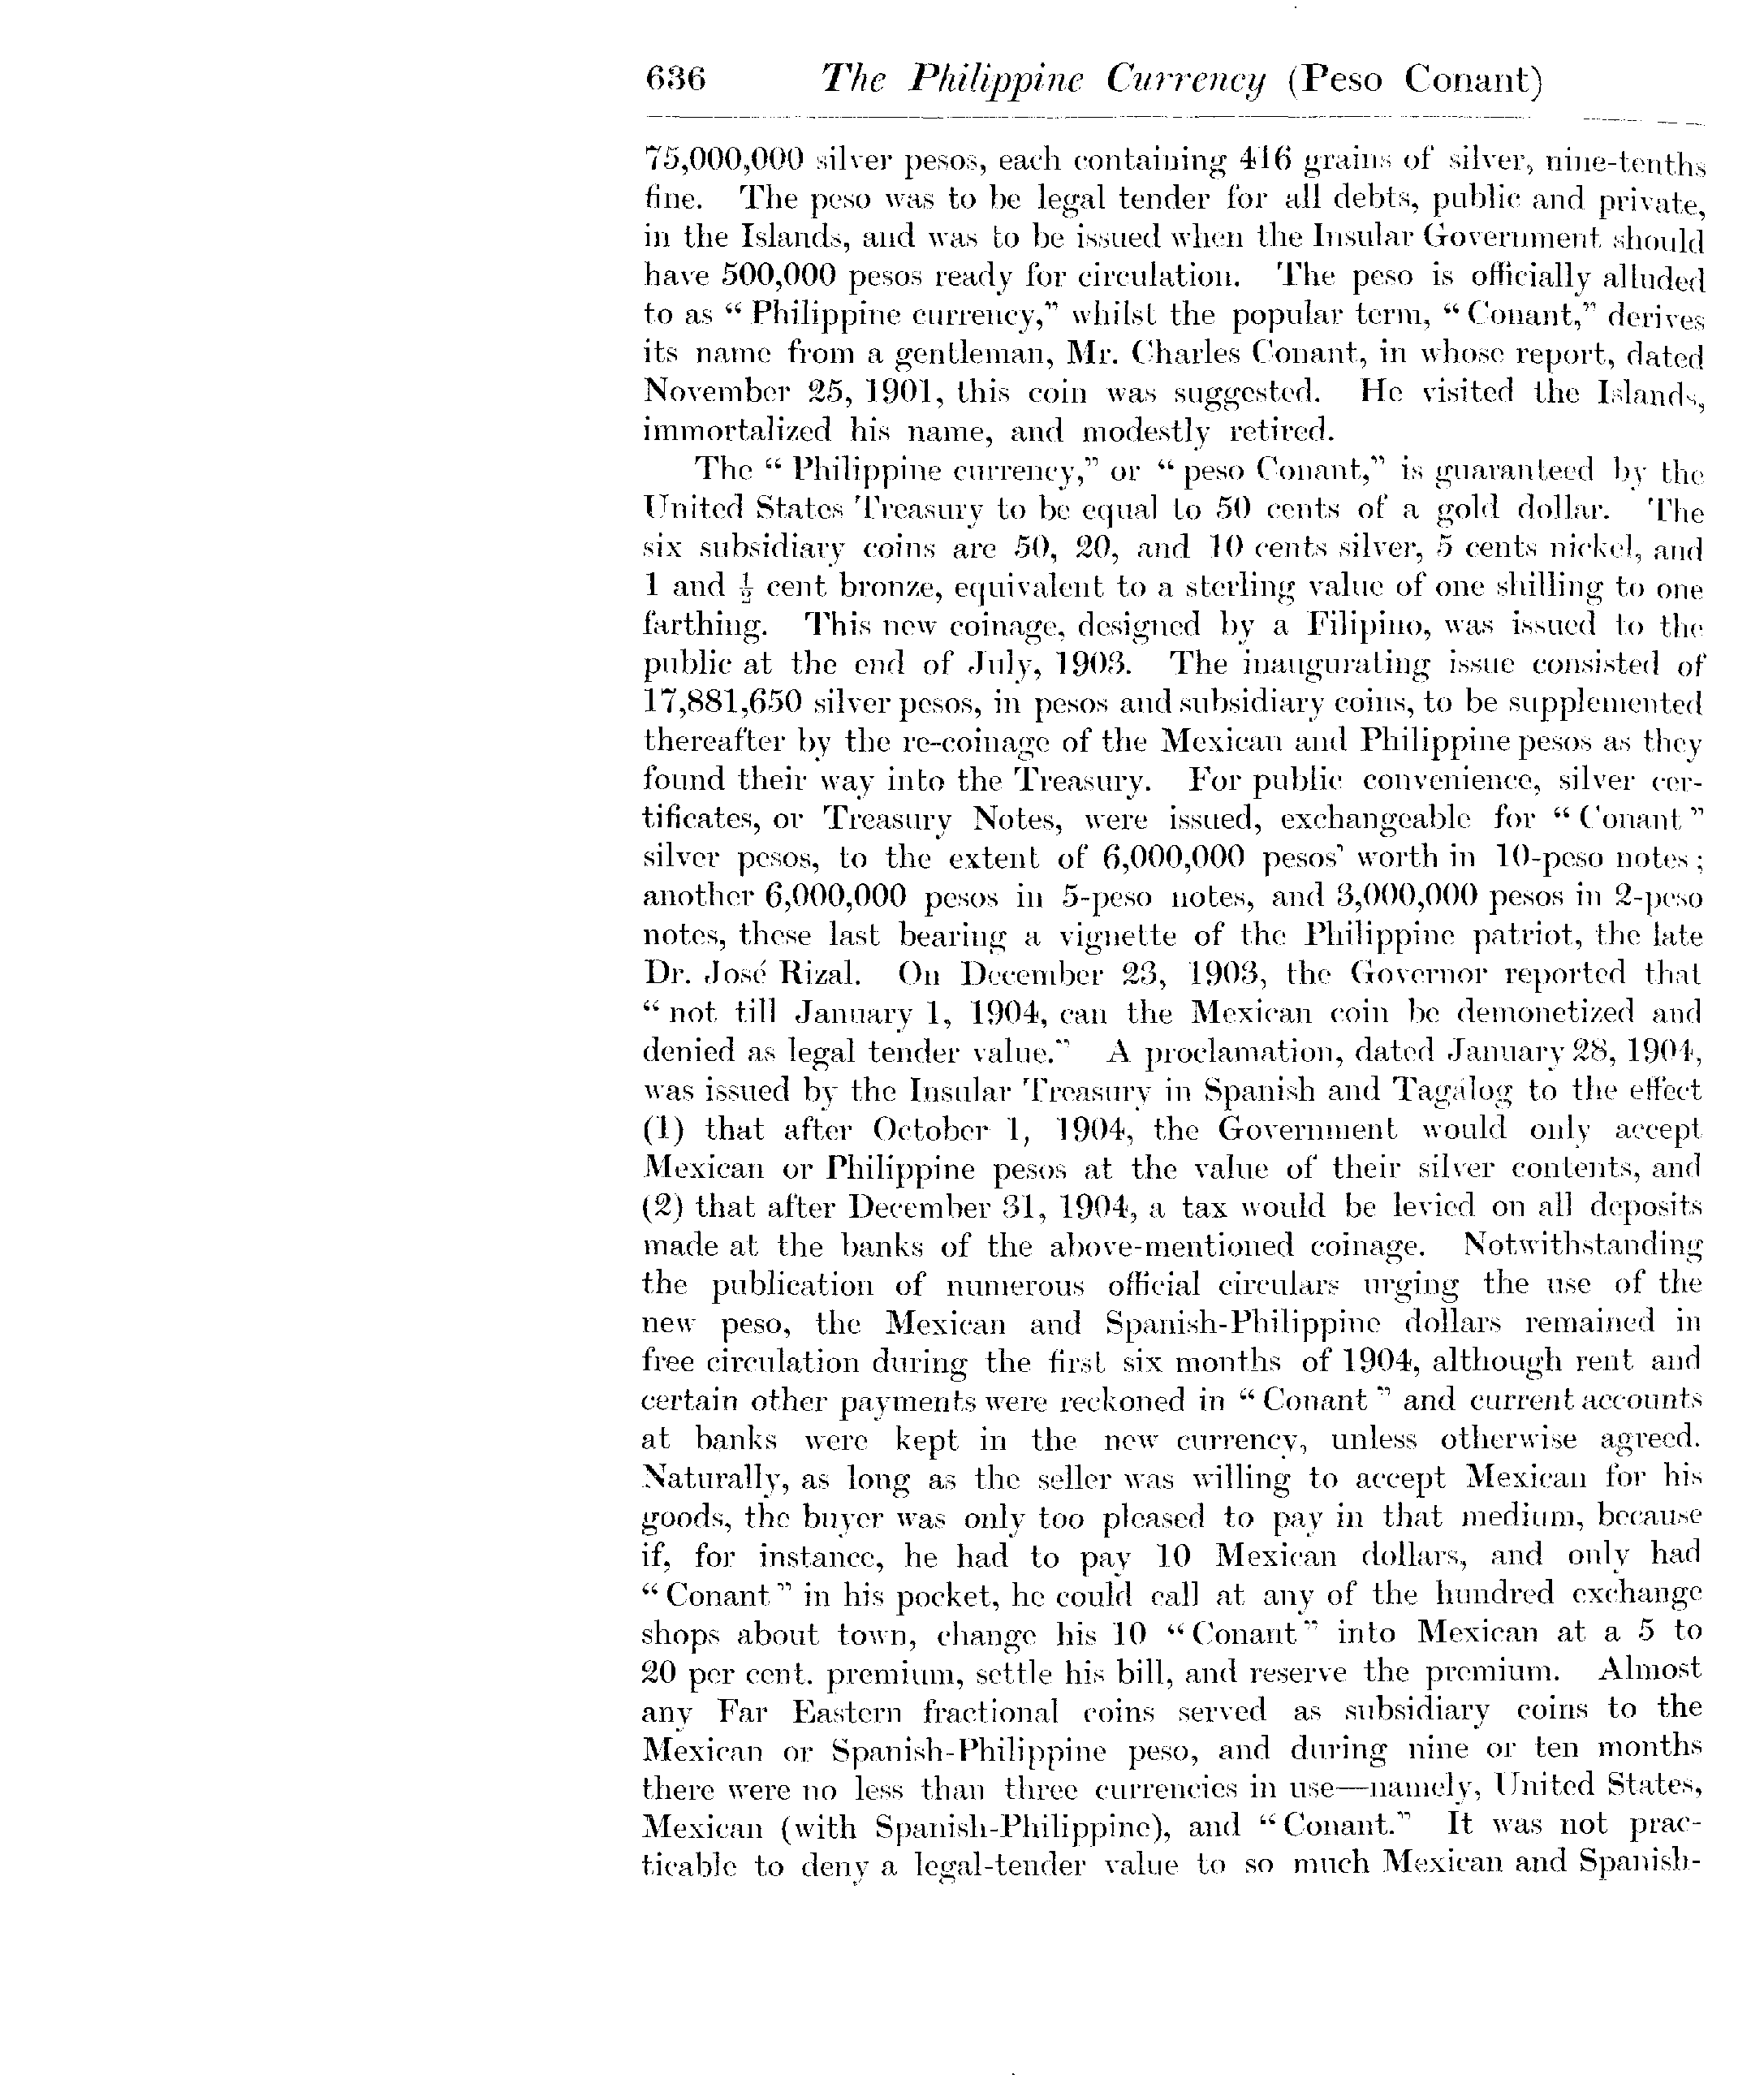 636 The Philippine Currency (Peso Conant)
75,000,000 silver pesos, each containing 416 grains of silver, nine-tenths
fine. The peso was to be legal tender for all debts, public and private,
in the Islands, and was to be issued when the Insular Government should
have 500,000 pesos ready for circulation. The peso is officially alluded
to as “ Philippine currency,” whilst the popular term, “ Conant,” derives
its name from a gentleman, Mr. Charles Conant, in whose report, dated
November 25, 1901, this coin was suggested. He visited the Islands,
immortalized his name, and modestly retired.
The “ Philippine currency,” or “ peso Conant,” is guaranteed by the
United States Treasury to be equal to 50 cents of a gold dollar. The
six subsidiary coins are 50, 20, and 10 cents silver, 5 cents nickel, and
1 and ½ cent bronze, equivalent to a sterling value of one shilling to one
farthing. This new coinage, designed by a Filipino, was issued to the
public at the end of July, 1903. The inaugurating issue consisted of
17,881,650 silver pesos, in pesos and subsidiary coins, to be supplemented
thereafter by the re-coinage of the Mexican and Philippine pesos as they
found their way into the Treasury. For public convenience, silver cer-
tificates, or Treasury Notes, were issued, exchangeable for “ Conant ”
silver pesos, to the extent of 6,000,000 pesos’ worth in 10-peso notes ;
another 6,000,000 pesos in 5-peso notes, and 3,000,000 pesos in 2-peso
notes, these last bearing a vignette of the Philippine patriot, the late
Dr. José Rizal. On December 23, 1903, the Governor reported that
“ not till January 1, 1904, can the Mexican coin be demonetized and
denied as legal tender value.” A proclamation, dated January 28, 1904,
was issued by the Insular Treasury in Spanish and Tagálog to the effect
(1) that after October 1, 1904, the Government would only accept
Mexican or Philippine pesos at the value of their silver contents, and
(2) that after December 31, 1904, a tax would be levied on all deposits
made at the banks of the above-mentioned coinage. Notwithstanding
the publication of numerous official circulars urging the use of the
new peso, the Mexican and Spanish-Philippine dollars remained in
free circulation during the first six months of 1904, although rent and
certain other payments were reckoned in “ Conant ” and current accounts
at banks were kept in the new currency, unless otherwise agreed.
Naturally, as long as the seller was willing to accept Mexican for his
goods, the buyer was only too pleased to pay in that medium, because
if, for instance, he had to pay 10 Mexican dollars, and only had
“ Conant ” in his pocket, he could call at any of the hundred exchange
shops about town, change his 10 “ Conant ” into Mexican at a 5 to
20 per cent. premium, settle his bill, and reserve the premium. Almost
any Far Eastern fractional coins served as subsidiary coins to the
Mexican or Spanish-Philippine peso, and during nine or ten months
there were no less than three currencies in use—namely, United States,
Mexican (with Spanish-Philippine), and “ Conant.” It was not prac-
ticable to deny a legal-tender value to so much Mexican and Spanish-